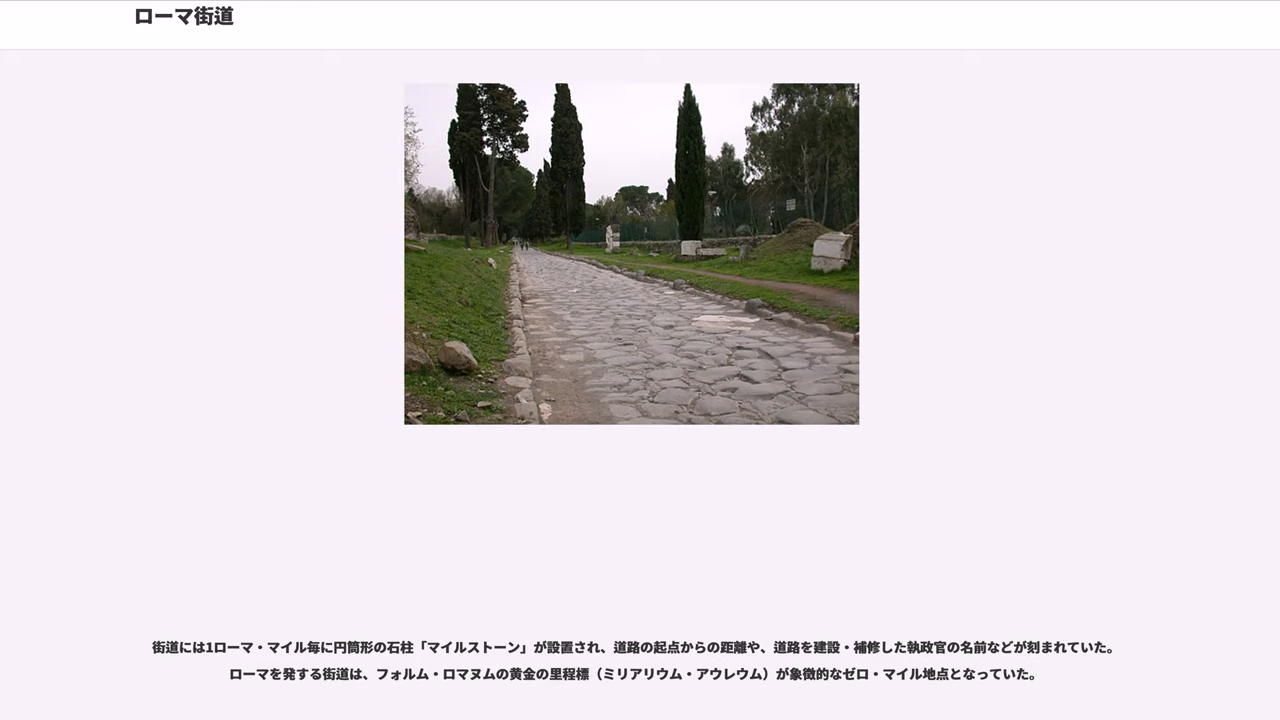 ローマ街道
街道には1ローマ・マイル毎に円筒形の石柱「マイルストーン」が設置され、道路の起点からの距離や、道路を建設・補修した執政官の名前などが刻まれていた。
ローマを発する街道は、フォルム・ロマヌムの黄金の里程標（ミリアリウム・アウレウム）が象徴的なゼロ・マイル地点となっていた。